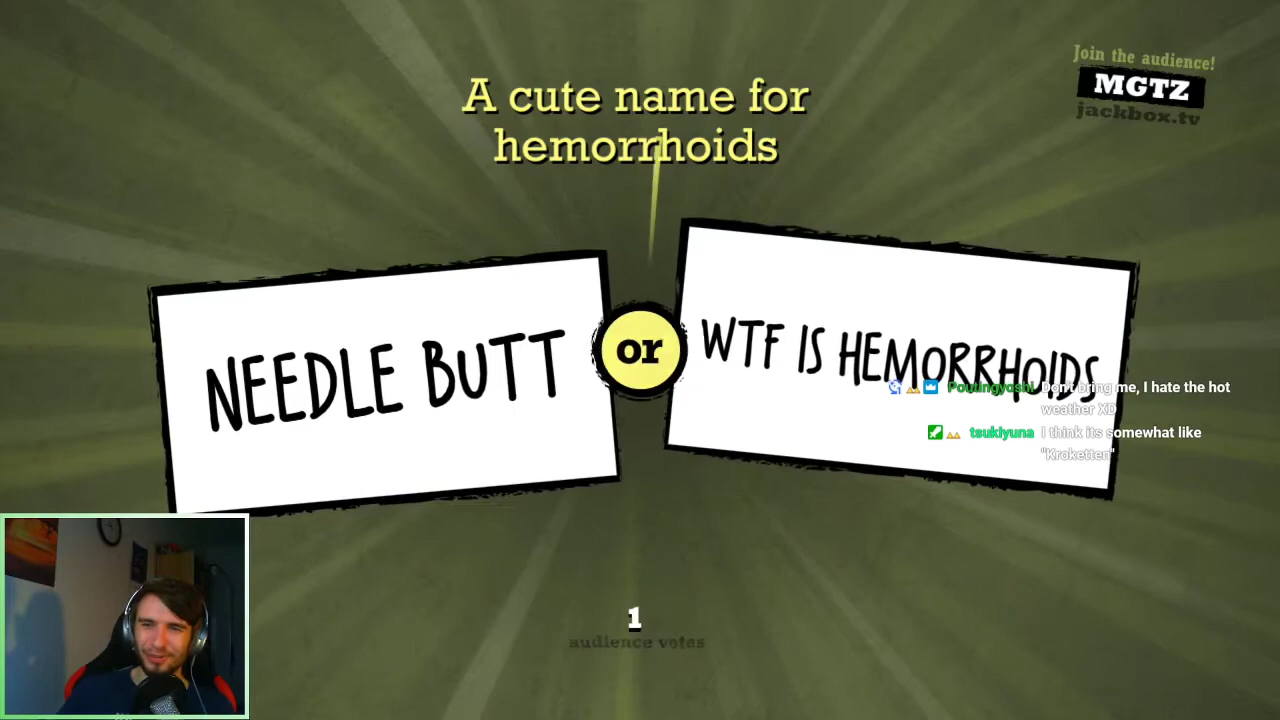 Join the audience!
MGTZ
jackbox.tv
A cute name for
hemorrhoids
NEEDLE BUTT
or
WTF IS HEMORRHOIDS
Poutingyoshi Don't bring me, I hate the hot
weather XD
tsukiyuna I think its somewhat like
"Kroketten"
1
audience votes